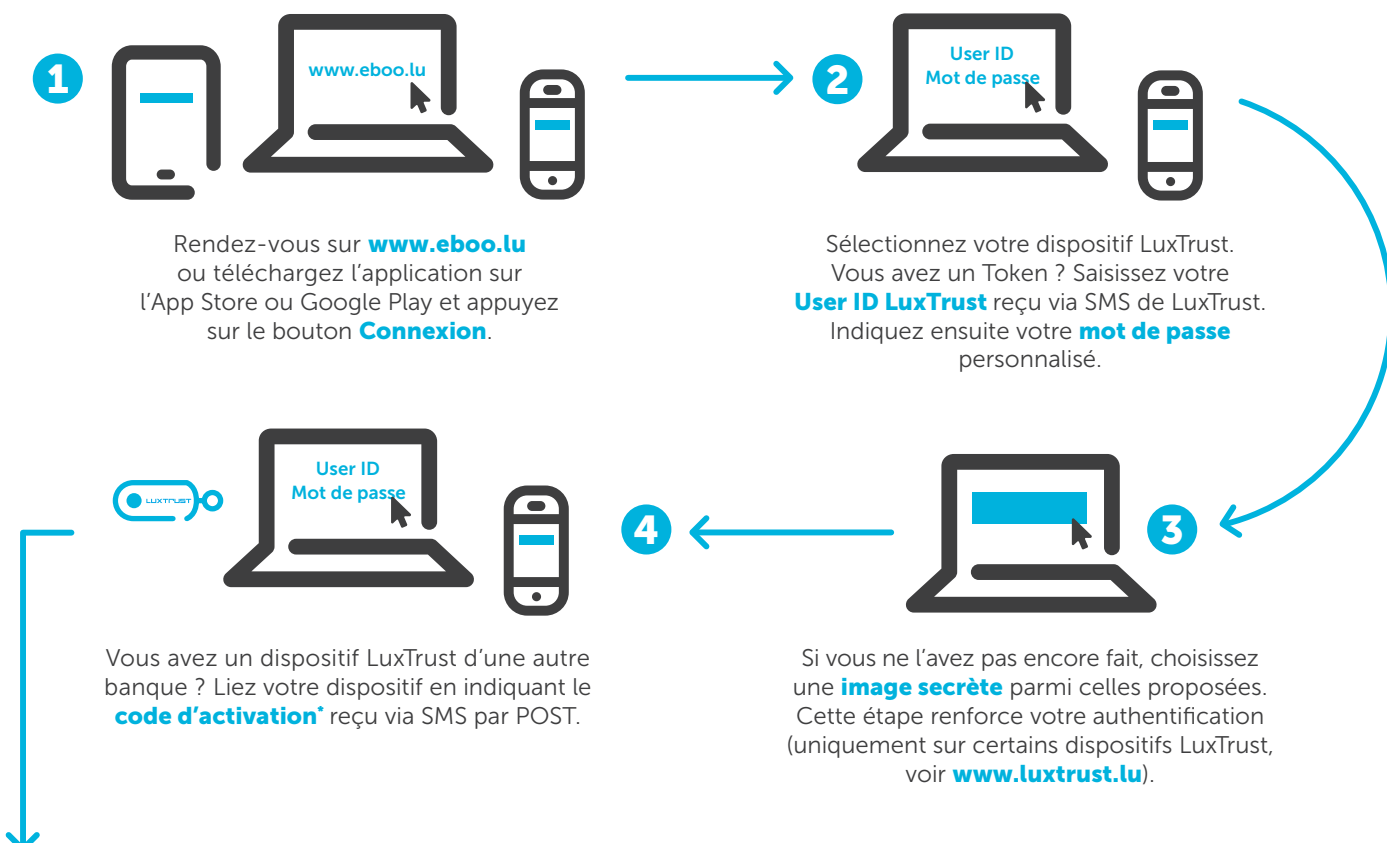 1
www.eboo.lu
Rendez-vous sur www.eboo.lu
ou téléchargez l’application sur
l’App Store ou Google Play et appuyez
sur le bouton Connexion.
2
User ID
Mot de passe
Sélectionnez votre dispositif LuxTrust.
Vous avez un Token ? Saisissez votre
User ID LuxTrust reçu via SMS de LuxTrust.
Indiquez ensuite votre mot de passe
personnalisé.
3
Si vous ne l’avez pas encore fait, choisissez
une image secrète parmi celles proposées.
Cette étape renforce votre authentification
(uniquement sur certains dispositifs LuxTrust,
voir www.luxtrust.lu).
4
LUXTRUST
User ID
Mot de passe
Vous avez un dispositif LuxTrust d’une autre
banque ? Liez votre dispositif en indiquant le
code d’activation* reçu via SMS par POST.